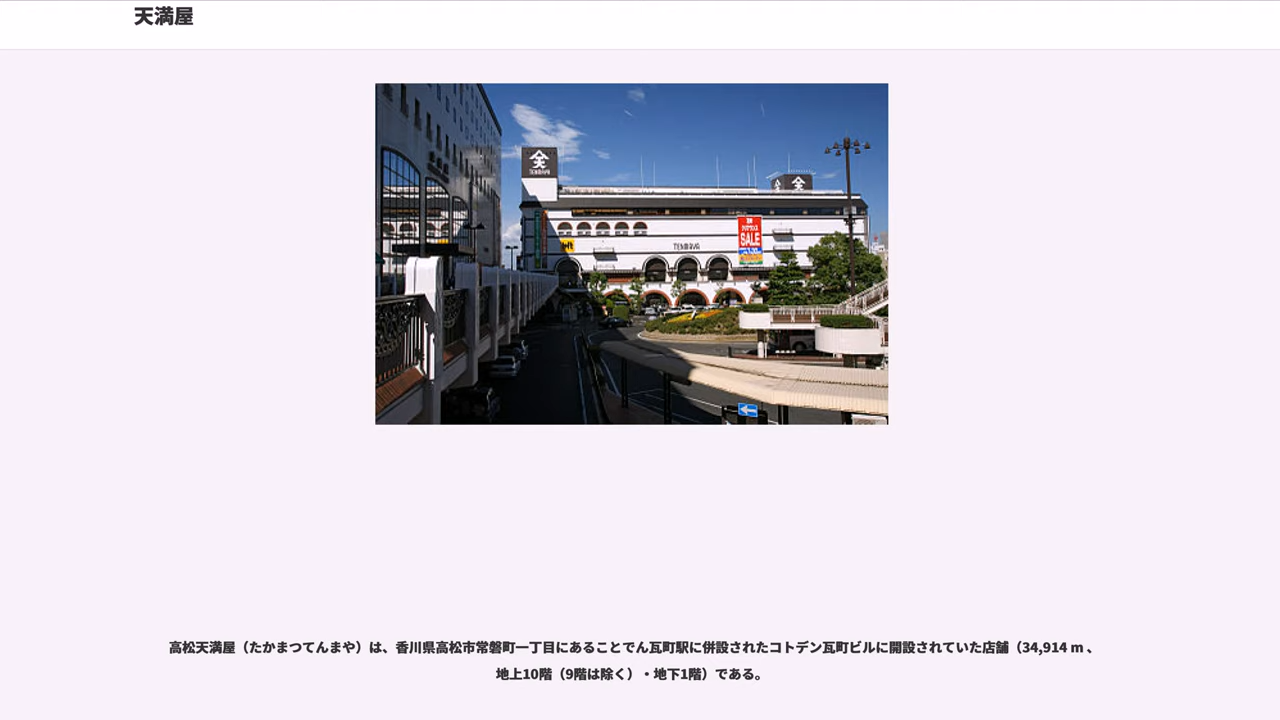 天満屋
TENMAYA
TENMAYA
SALE
高松天満屋（たかまつてんまや）は、香川県高松市常磐町一丁目にあることでん瓦町駅に併設されたコトデン瓦町ビルに開設されていた店舗（34,914 m 、
地上10階（9階は除く）・地下1階）である。